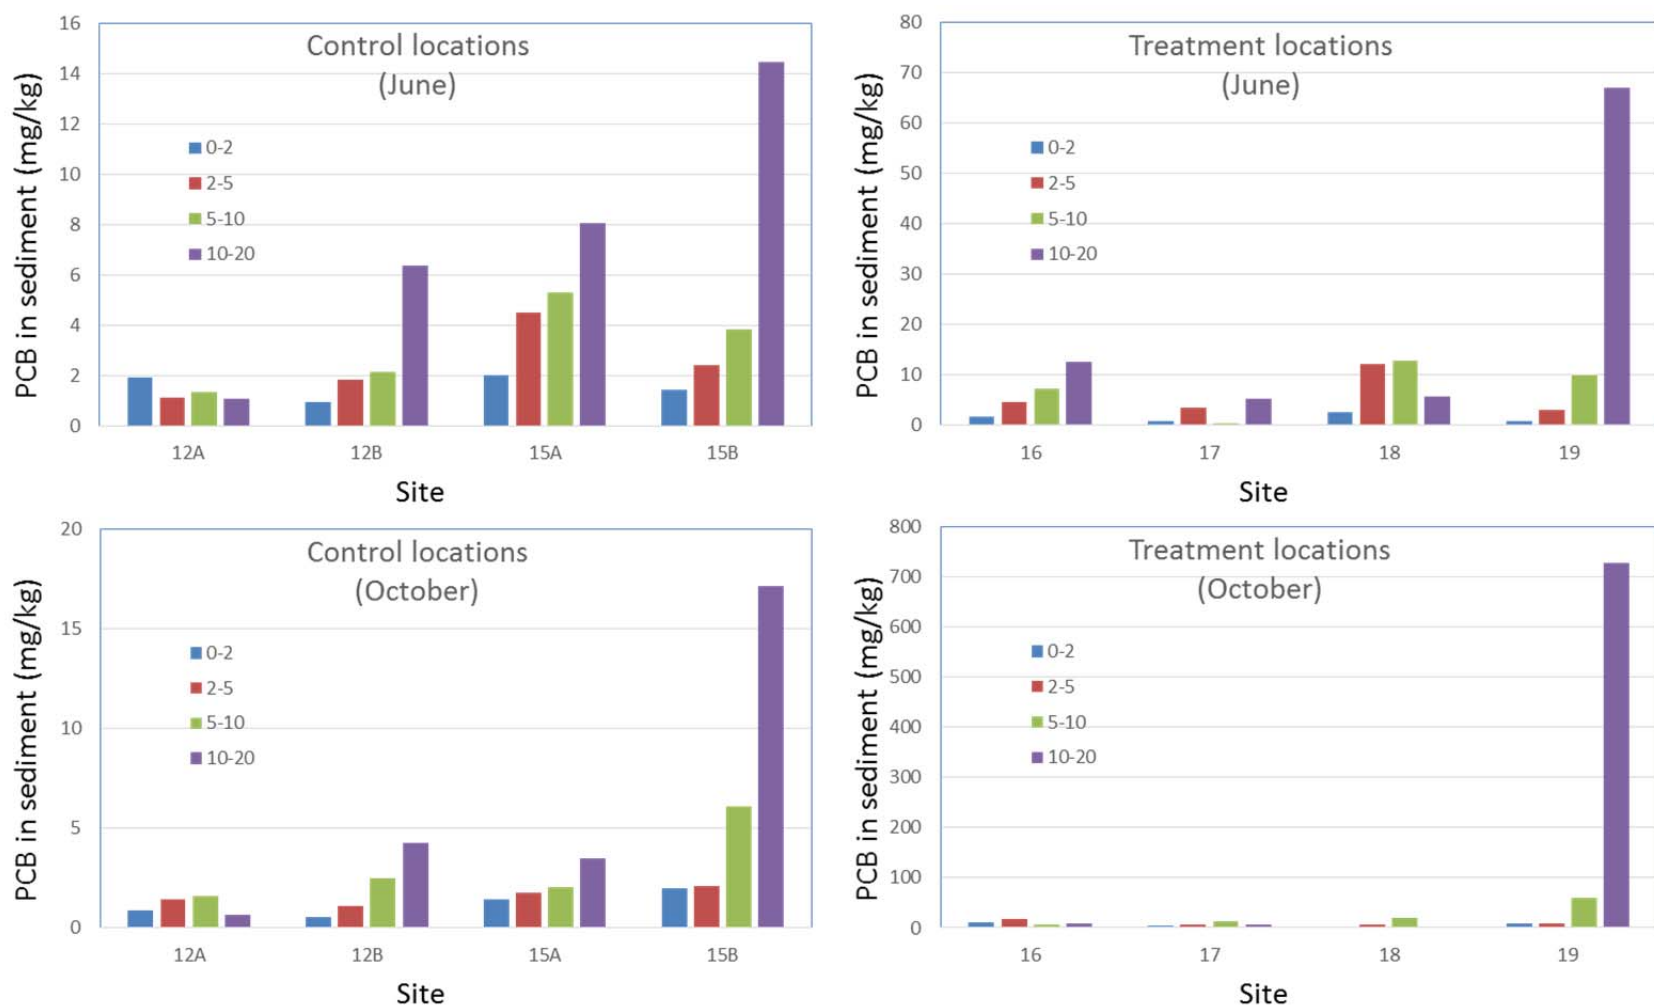 Control locations
(June)
PCB in sediment (mg/kg)
16
14
12
10
8
6
4
2
0
0-2
2-5
5-10
10-20
12A 12B 15A 15B
Site
Treatment locations
(June)
PCB in sediment (mg/kg)
80
70
60
50
40
30
20
10
0
0-2
2-5
5-10
10-20
16 17 18 19
Site
Control locations
(October)
PCB in sediment (mg/kg)
20
15
10
5
0
0-2
2-5
5-10
10-20
12A 12B 15A 15B
Site
Treatment locations
(October)
PCB in sediment (mg/kg)
800
700
600
500
400
300
200
100
0
0-2
2-5
5-10
10-20
16 17 18 19
Site